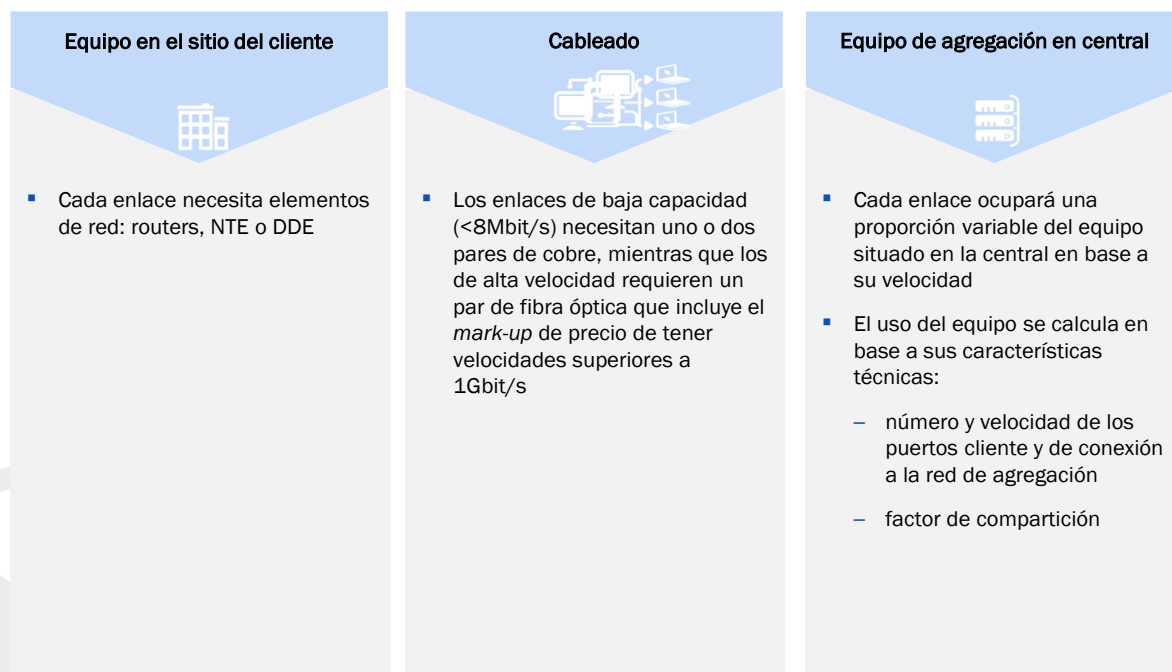 Equipo en el sitio del cliente
▪ Cada enlace necesita elementos
de red: routers, NTE o DDE
Cableado
▪ Los enlaces de baja capacidad
(<8Mbit/s) necesitan uno o dos
pares de cobre, mientras que los
de alta velocidad requieren un
par de fibra óptica que incluye el
mark-up de precio de tener
velocidades superiores a
1Gbit/s
Equipo de agregación en central
▪ Cada enlace ocupará una
proporción variable del equipo
situado en la central en base a
su velocidad
▪ El uso del equipo se calcula en
base a sus características
técnicas:
– número y velocidad de los
puertos cliente y de conexión
a la red de agregación
– factor de compartición